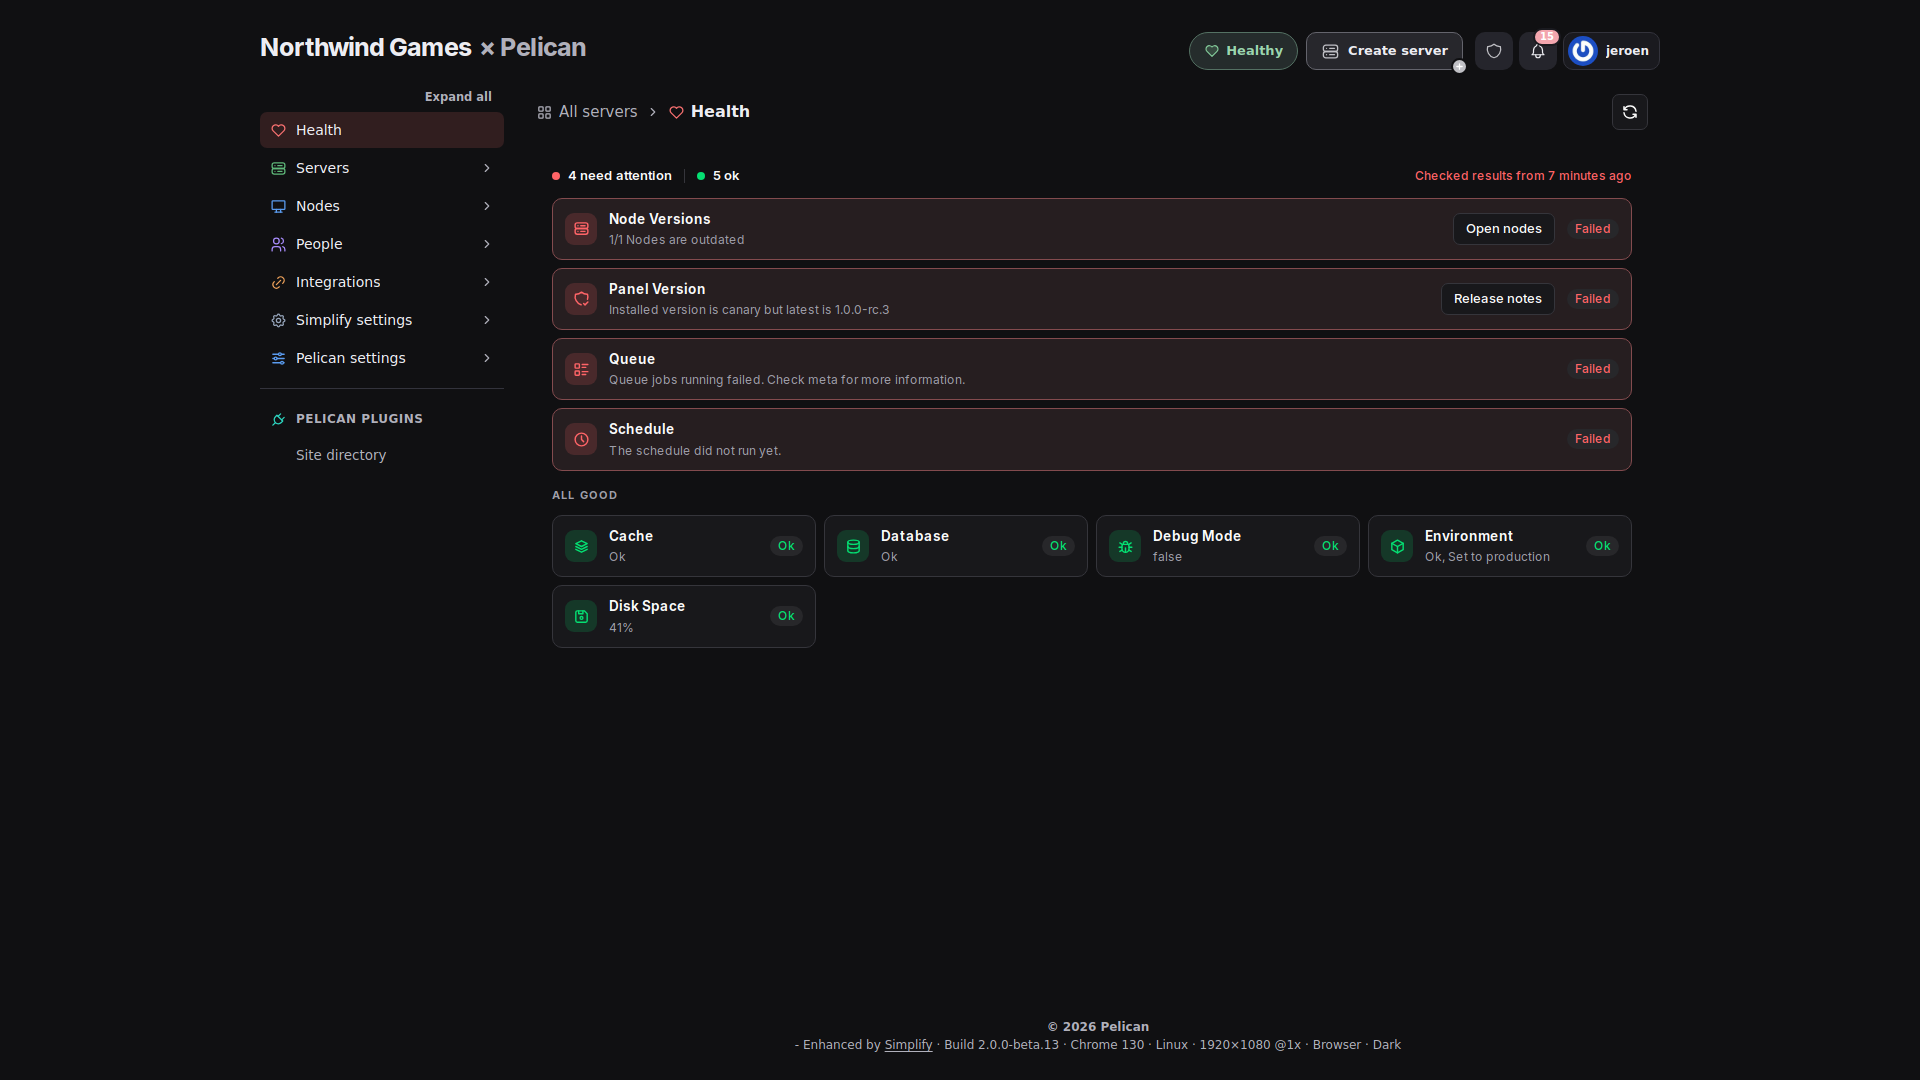 Northwind Games × Pelican
Healthy
Create server
15
jeroen
Expand all
Health
Servers
Nodes
People
Integrations
Simplify settings
Pelican settings
PELICAN PLUGINS
Site directory
All servers
Health
4 need attention
5 ok
Checked results from 7 minutes ago
Node Versions
1/1 Nodes are outdated
Open nodes
Failed
Panel Version
Installed version is canary but latest is 1.0.0-rc.3
Release notes
Failed
Queue
Queue jobs running failed. Check meta for more information.
Failed
Schedule
The schedule did not run yet.
Failed
ALL GOOD
Cache
Ok
Ok
Database
Ok
Ok
Debug Mode
false
Ok
Environment
Ok, Set to production
Ok
Disk Space
41%
Ok
© 2026 Pelican
- Enhanced by Simplify · Build 2.0.0-beta.13 · Chrome 130 · Linux · 1920×1080 @1x · Browser · Dark